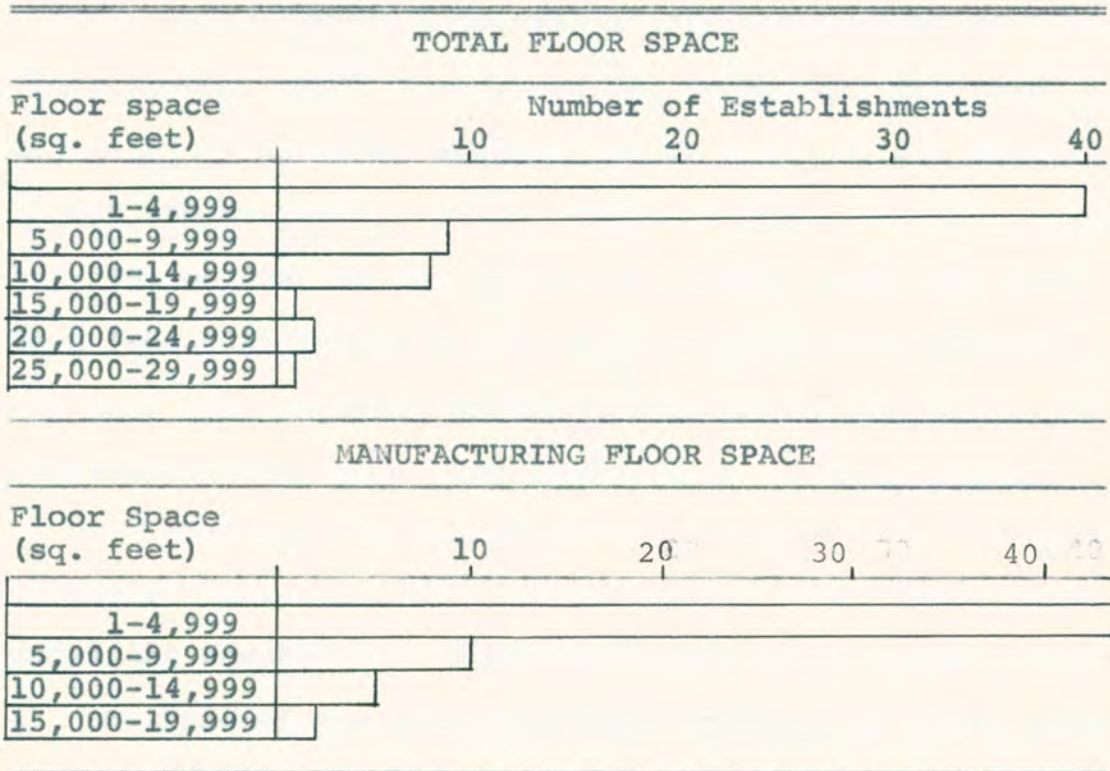 TOTAL FLOOR SPACE
Floor space Number of Establishments
(sq. feet) 10 20 30 40
1-4,999
5,000-9,999
10,000-14,999
15,000-19,999
20,000-24,999
25,000-29,999
MANUFACTURING FLOOR SPACE
Floor Space
(sq. feet) 10 20 30 40
1-4,999
5,000-9,999
10,000-14,999
15,000-19,999